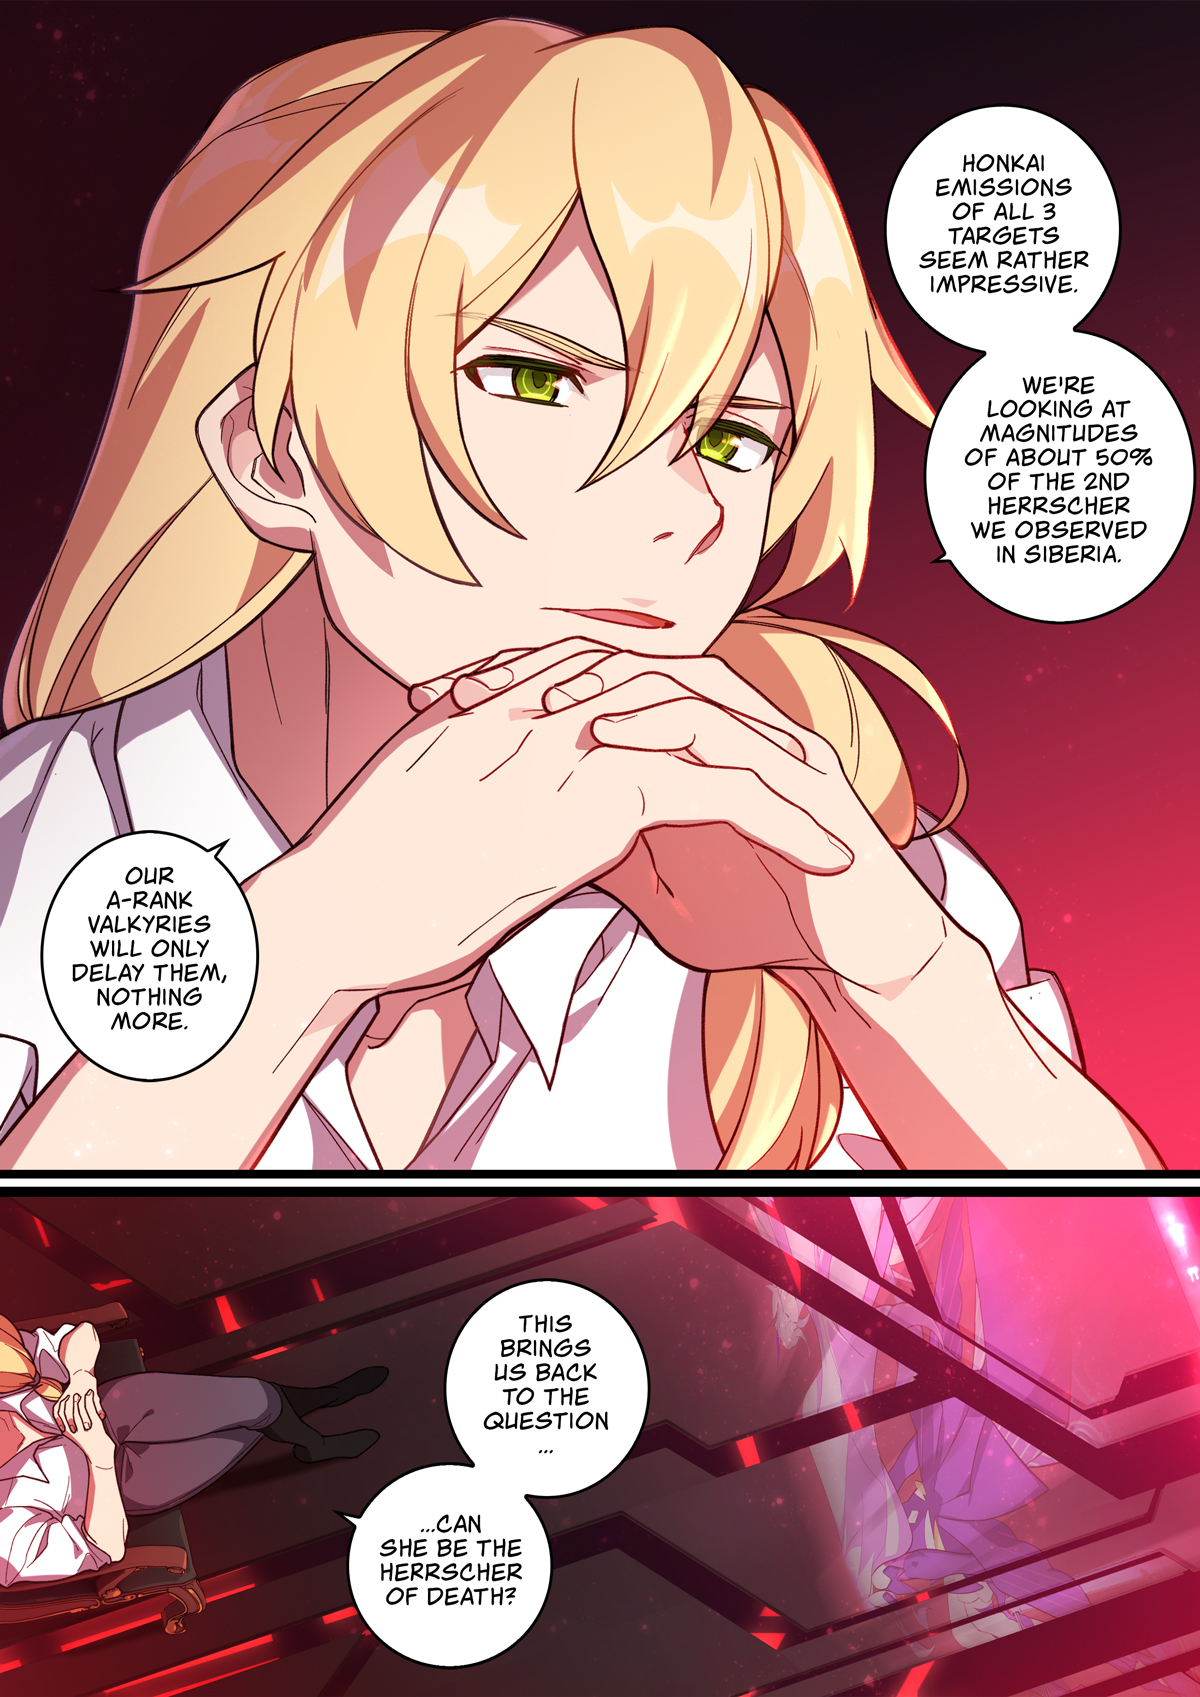 HONKAI
EMISSIONS
OF ALL 3
TARGETS
SEEM RATHER
IMPRESSIVE.
WE'RE
LOOKING AT
MAGNITUDES
OF ABOUT 50%
OF THE 2ND
HERRSCHER
WE OBSERVED
IN SIBERIA.
OUR
A-RANK
VALKYRIES
WILL ONLY
DELAY THEM,
NOTHING
MORE.
THIS
BRINGS
US BACK
TO THE
QUESTION
...
...CAN
SHE BE THE
HERRSCHER
OF DEATH?